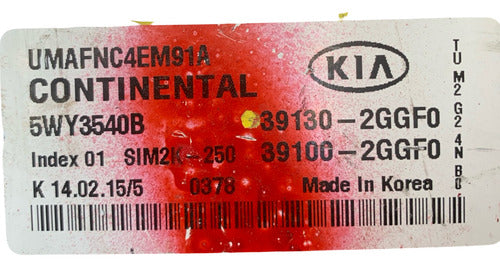 UMAFNC4EM91A
CONTINENTAL
KIA
5WY3540B
39130-2GGF0
Index 01 SIM2K-250
39100-2GGF0
K 14.02.15/5 0378 Made In Korea
TU M2 G2 4N